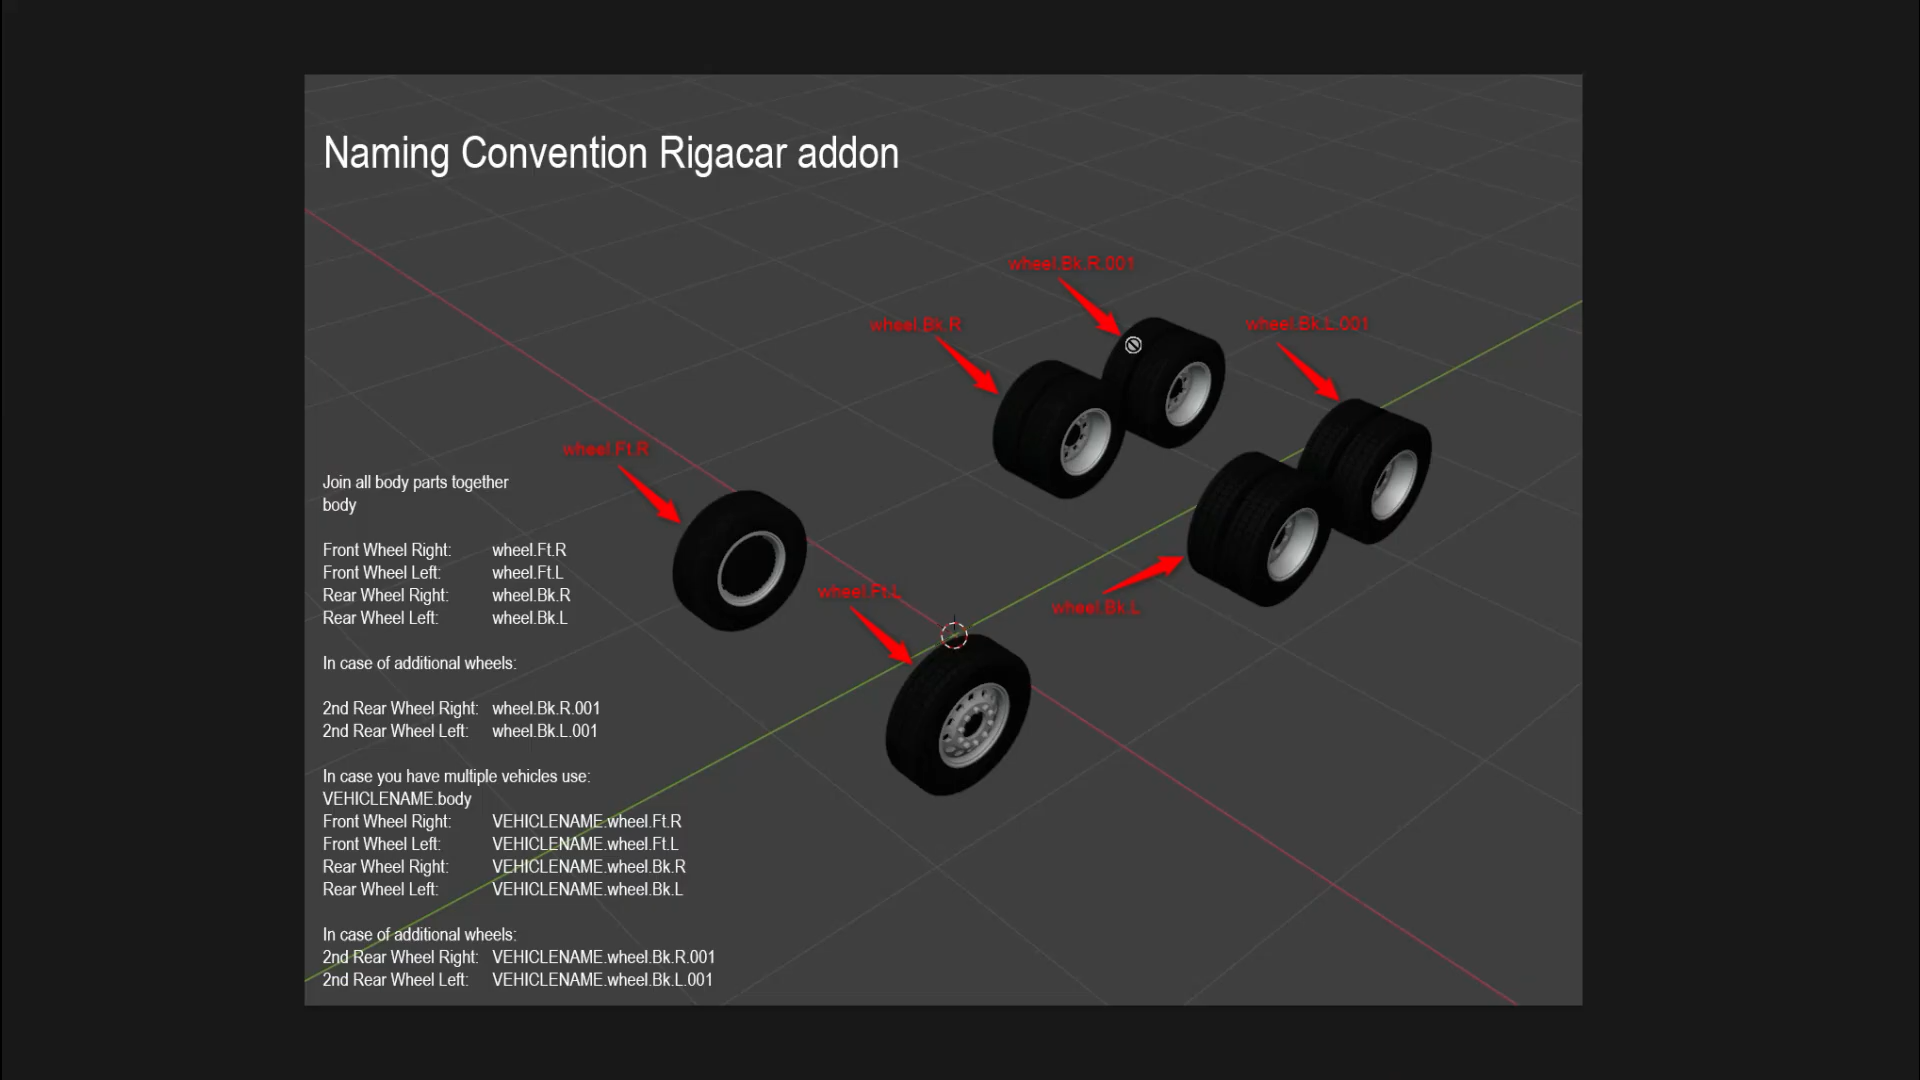 Naming Convention Rigacar addon
wheel.Bk.R.001
wheel.Bk.R
wheel.Bk.L.001
wheel.Ft.R
wheel.Ft.L
wheel.Bk.L
Join all body parts together
body
Front Wheel Right: wheel.Ft.R
Front Wheel Left: wheel.Ft.L
Rear Wheel Right: wheel.Bk.R
Rear Wheel Left: wheel.Bk.L
In case of additional wheels:
2nd Rear Wheel Right: wheel.Bk.R.001
2nd Rear Wheel Left: wheel.Bk.L.001
In case you have multiple vehicles use:
VEHICLENAME.body
Front Wheel Right: VEHICLENAME.wheel.Ft.R
Front Wheel Left: VEHICLENAME.wheel.Ft.L
Rear Wheel Right: VEHICLENAME.wheel.Bk.R
Rear Wheel Left: VEHICLENAME.wheel.Bk.L
In case of additional wheels:
2nd Rear Wheel Right: VEHICLENAME.wheel.Bk.R.001
2nd Rear Wheel Left: VEHICLENAME.wheel.Bk.L.001